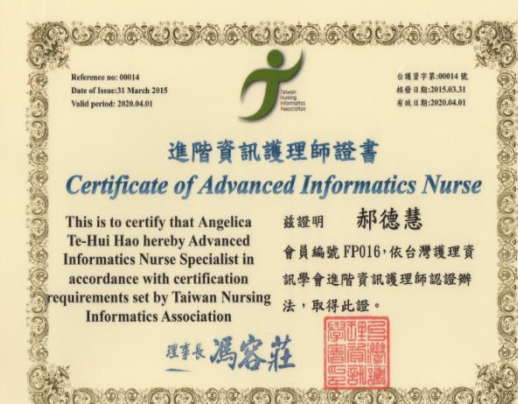 Reference no: 00014
Date of Issue:31 March 2015
Valid period: 2020.04.01
Taiwan
Nursing
Informatics
Association
台護資字第:00014 號
核發日期:2015.03.31
有效日期:2020.04.01
進階資訊護理師證書
Certificate of Advanced Informatics Nurse
This is to certify that Angelica
Te-Hui Hao hereby Advanced
Informatics Nurse Specialist in
accordance with certification
requirements set by Taiwan Nursing
Informatics Association
茲證明 郝德慧
會員編號 FP016,依台灣護理資
訊學會進階資訊護理師認證辦
法,取得此證。
理事長 馮容莊